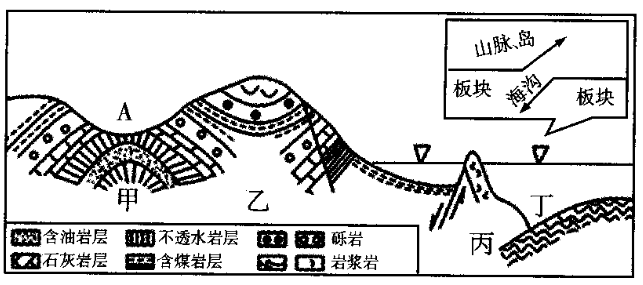 山脉、岛
板块
海沟
板块
A
甲
乙
丙
丁
含油岩层 不透水岩层 砾岩
石灰岩层 含煤岩层 岩浆岩